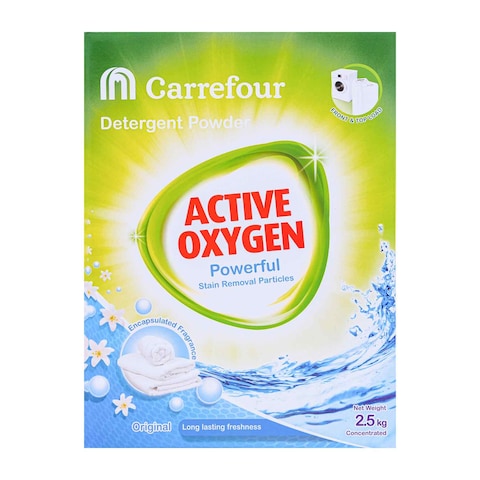 Carrefour
Detergent Powder
FRONT & TOP LOAD
ACTIVE
OXYGEN
Powerful
Stain Removal Particles
Encapsulated Fragrance
Original
Long lasting freshness
Net Weight
2.5 kg
Concentrated